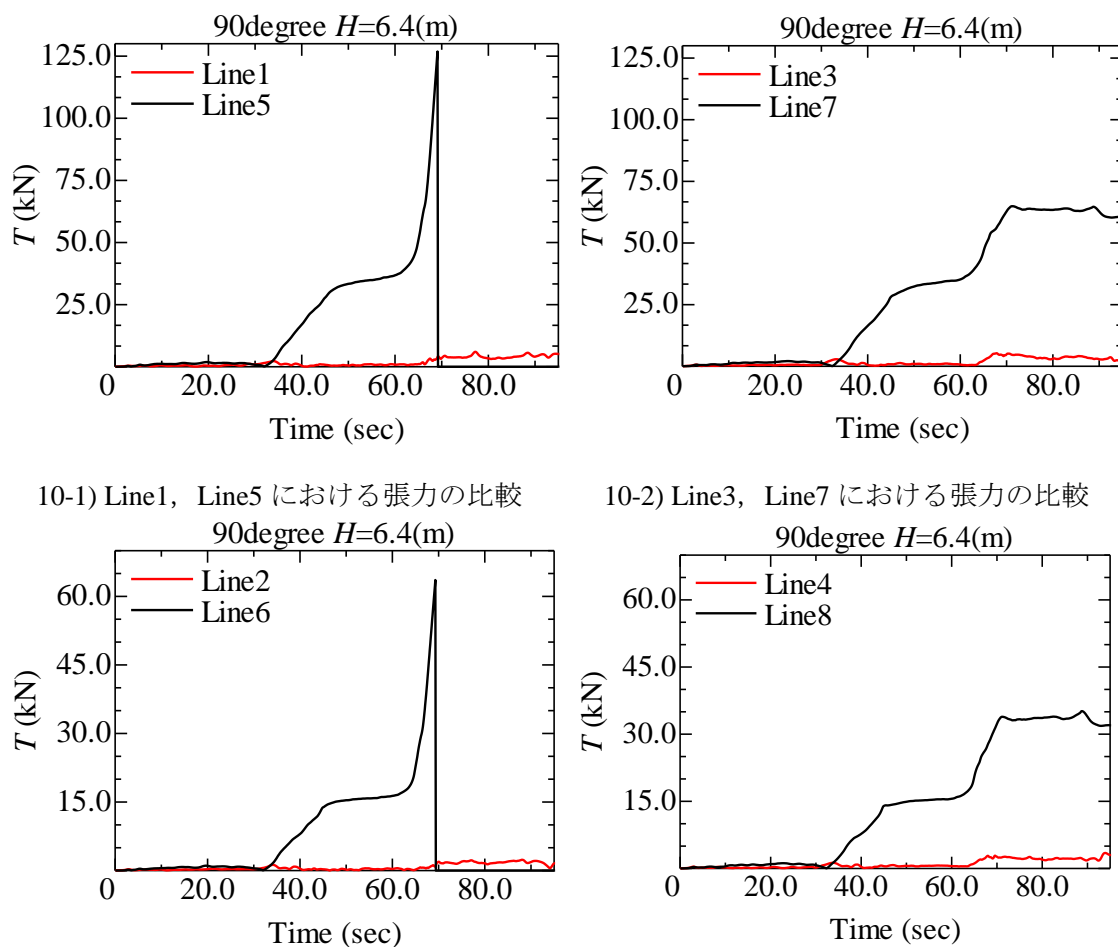 90degree H=6.4(m)
125.0
100.0
75.0
50.0
25.0
T (kN)
Line1
Line5
0 20.0 40.0 60.0 80.0
Time (sec)
90degree H=6.4(m)
125.0
100.0
75.0
50.0
25.0
T (kN)
Line3
Line7
0 20.0 40.0 60.0 80.0
Time (sec)
10-1) Line1, Line5 における張力の比較
10-2) Line3, Line7 における張力の比較
90degree H=6.4(m)
60.0
45.0
30.0
15.0
T (kN)
Line2
Line6
0 20.0 40.0 60.0 80.0
Time (sec)
90degree H=6.4(m)
60.0
45.0
30.0
15.0
T (kN)
Line4
Line8
0 20.0 40.0 60.0 80.0
Time (sec)